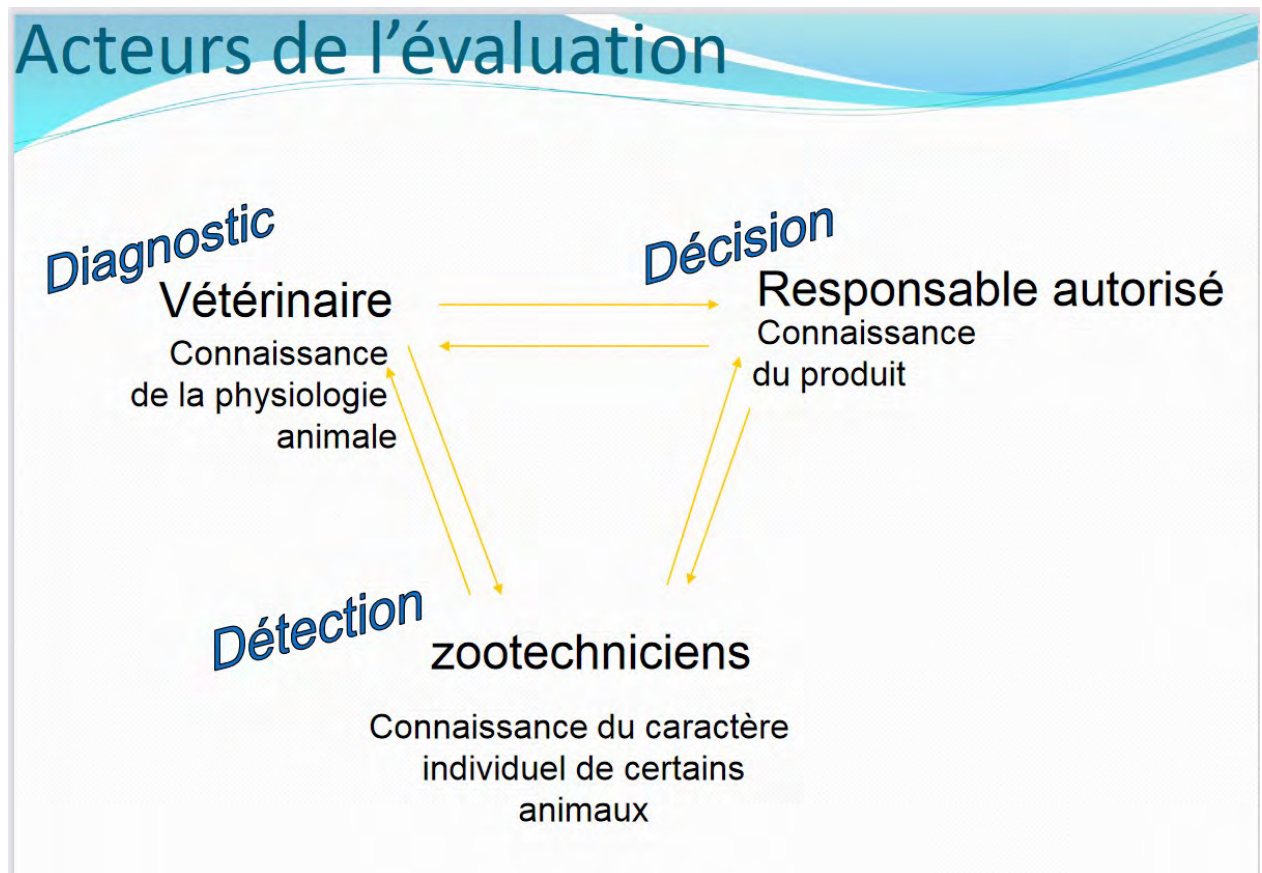 Acteurs de l'évaluation
Diagnostic
Vétérinaire
Connaissance
de la physiologie
animale
Décision
Responsable autorisé
Connaissance
du produit
Détection
zootechniciens
Connaissance du caractère
individuel de certains
animaux